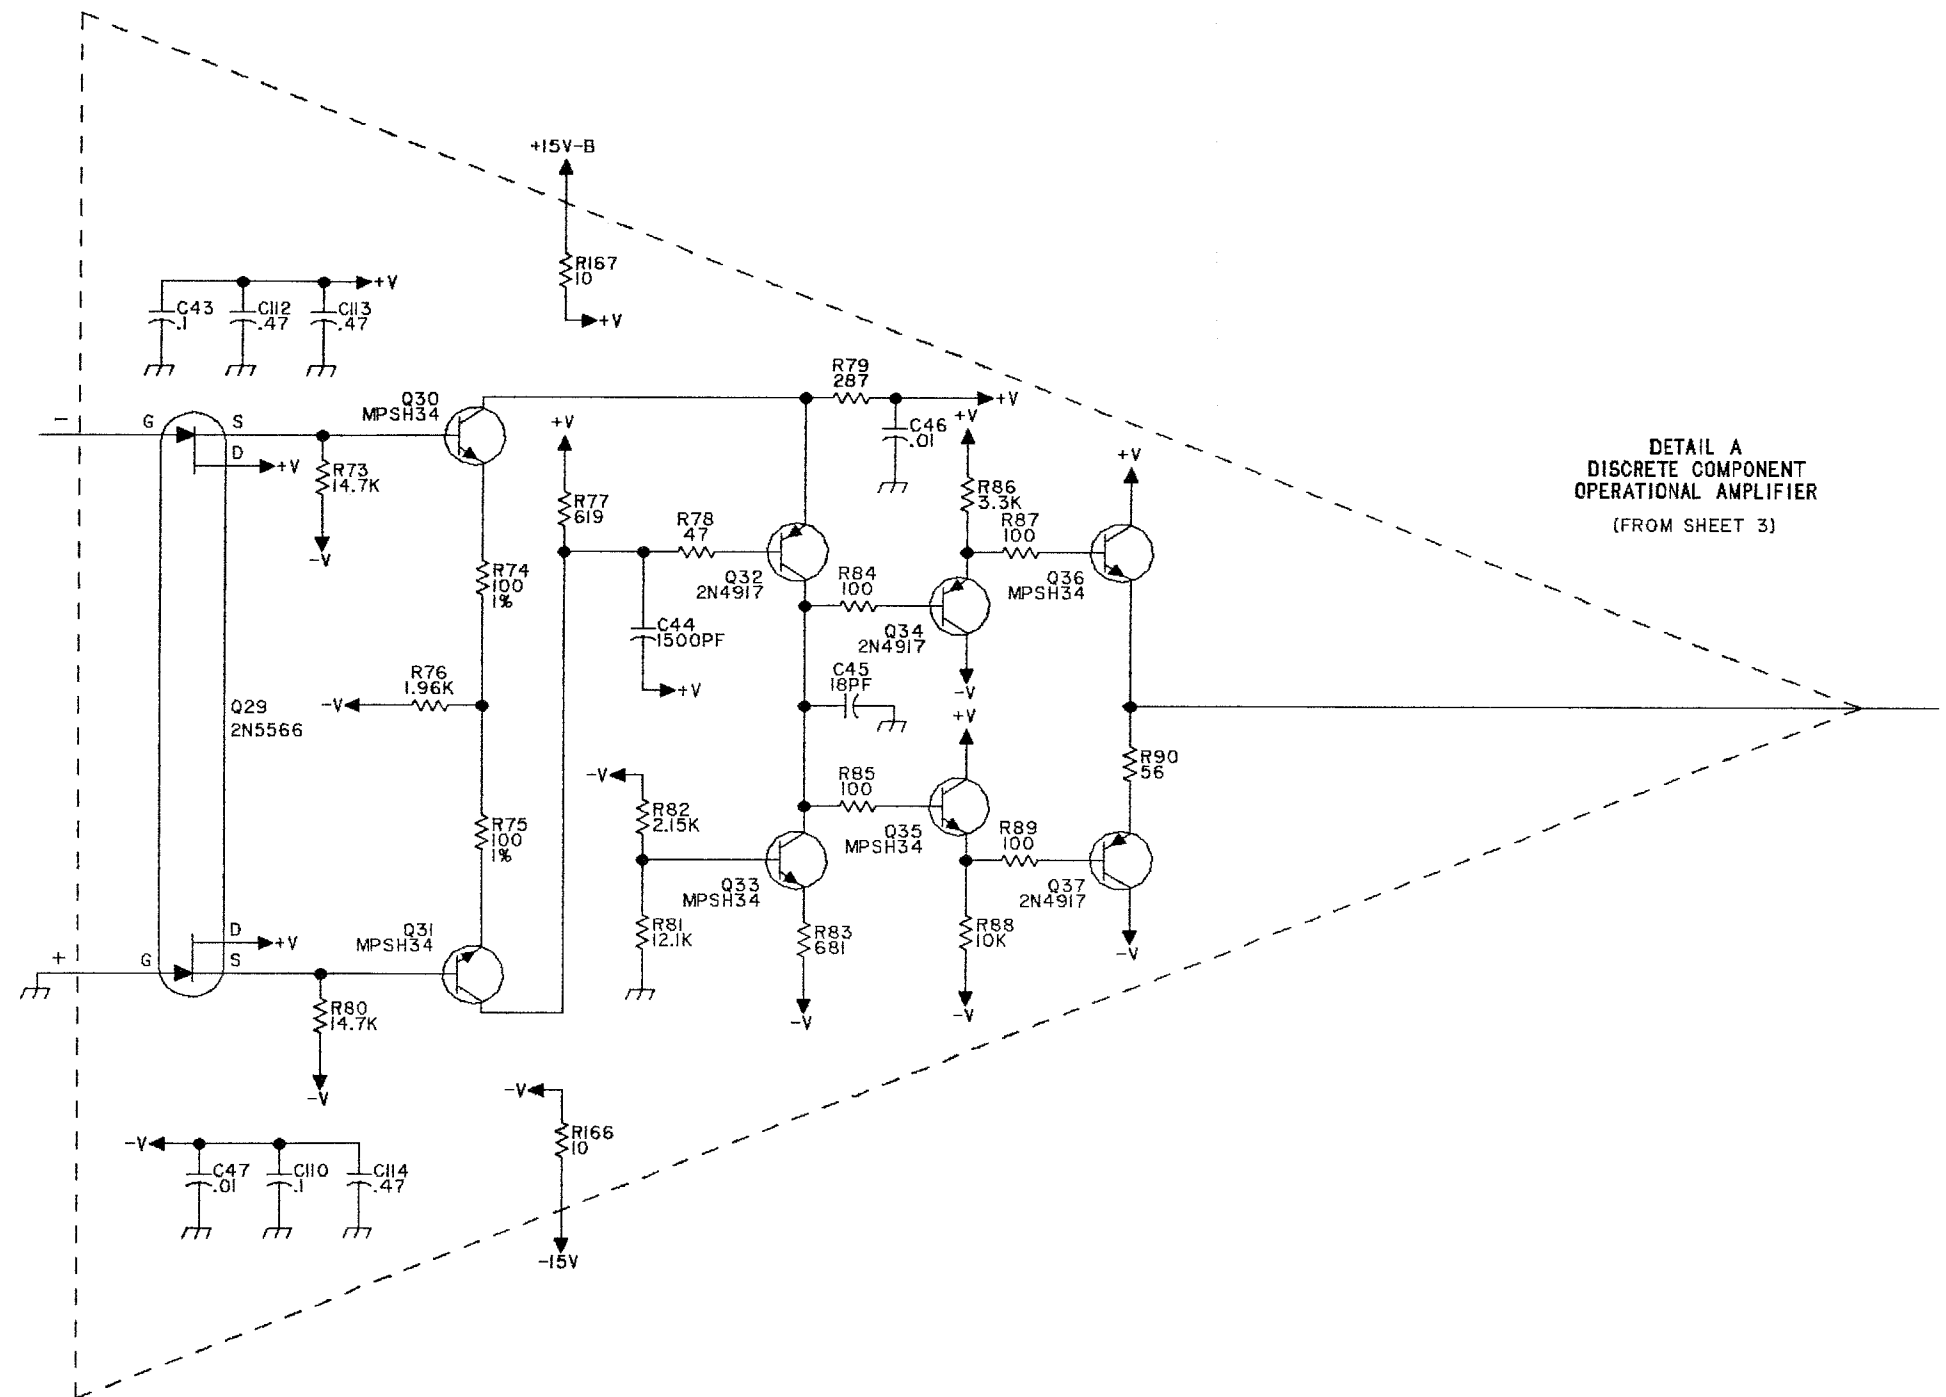 +15V-B
R167
10
+V
+V
C43
.1
C112
.47
C113
.47
R79
287
+V
C46
.01
Q30
MPSH34
-
G
S
D
+V
R73
14.7K
-V
+V
R77
619
+V
R86
3.3K
+V
DETAIL A
DISCRETE COMPONENT
OPERATIONAL AMPLIFIER
(FROM SHEET 3)
R78
47
R87
100
Q32
2N4917
Q36
MPSH34
R74
100
1%
R84
100
C44
1500PF
Q34
2N4917
+V
-V
R76
1.96K
-V
C45
18PF
Q29
2N5566
+V
R90
56
-V
R82
2.15K
R85
100
R75
100
1%
Q35
MPSH34
R89
100
Q33
MPSH34
Q37
2N4917
R81
12.1K
R83
681
R88
10K
-V
-V
-V
Q31
MPSH34
D
+V
+
G
S
R80
14.7K
-V
-V
R166
10
-15V
-V
C47
.01
C110
.1
C114
.47